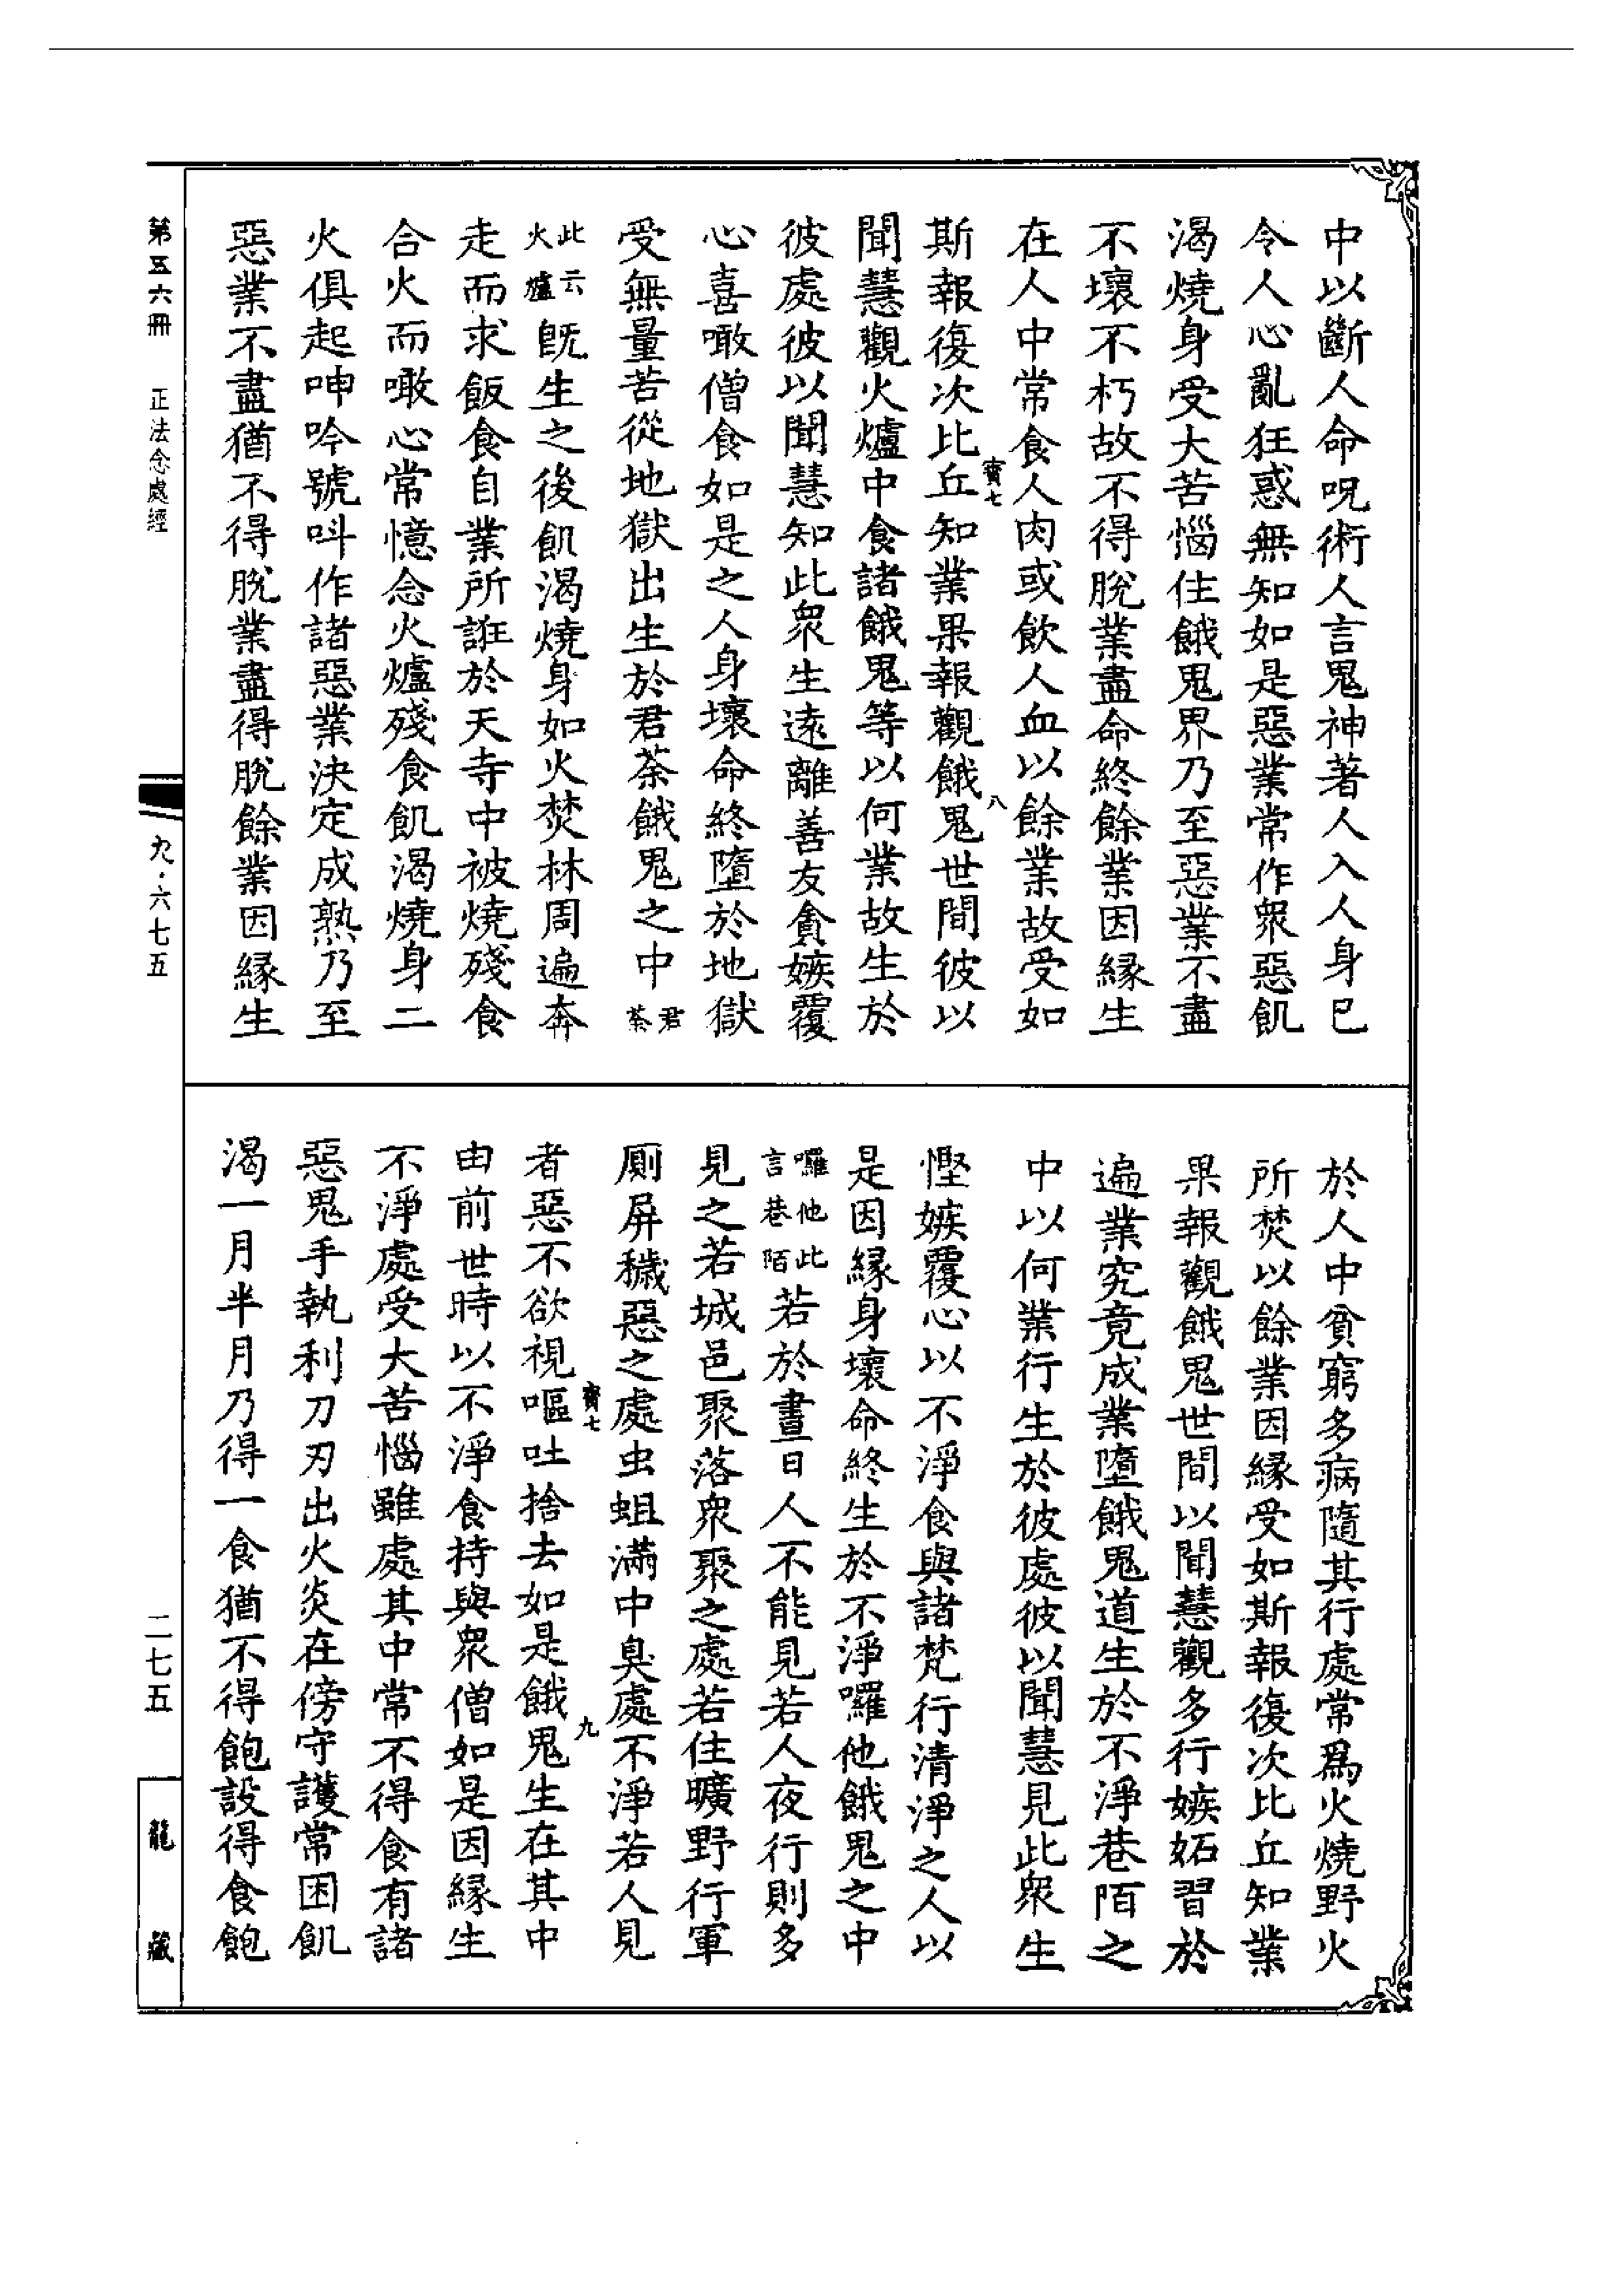 中以斷人命呪術人言鬼神著人入人身已
令人心亂狂惑無知如是惡業常作衆惡飢
渴燒身受大苦惱住餓鬼界乃至惡業不盡
不壞不朽故不得脫業盡命終餘業因緣生
在人中常食人肉或飲人血以餘業故受如
斯報復次比丘知業果報觀餓鬼世間彼以
寳七
八
聞慧觀火爐中食諸餓鬼等以何業故生於
彼處彼以聞慧知此衆生遠離善友貪嫉覆
心喜噉僧食如是之人身壞命終墮於地獄
受無量苦從地獄出生於君荼餓鬼之中君荼
此云火爐旣生之後飢渴燒身如火焚林周遍奔
走而求飯食自業所誑於天寺中被燒殘食
合火而噉心常憶念火爐殘食飢渴燒身二
火俱起呻吟號呌作諸惡業決定成熟乃至
惡業不盡猶不得脫業盡得脫餘業因緣生
於人中貧窮多病隨其行處常爲火燒野火
所焚以餘業因緣受如斯報復次比丘知業
果報觀餓鬼世間以聞慧觀多行嫉妬習於
遍業究竟成業墮餓鬼道生於不淨巷陌之
中以何業行生於彼處彼以聞慧見此衆生
慳嫉覆心以不淨食與諸梵行清淨之人以
是因緣身壞命終生於不淨囉他餓鬼之中
囉他此言巷陌若於晝日人不能見若人夜行則多
見之若城邑聚落衆聚之處若住曠野行軍
廁屏穢惡之處虫蛆滿中臭處不淨若人見
寳七
九
者惡不欲視嘔吐捨去如是餓鬼生在其中
由前世時以不淨食持與衆僧如是因緣生
不淨處受大苦惱雖處其中常不得食有諸
惡鬼手執利刀刃出火炎在傍守護常困飢
渴一月半月乃得一食猶不得飽設得食飽
第五六冊 正法念處經
九·六七五
二七五
龍藏